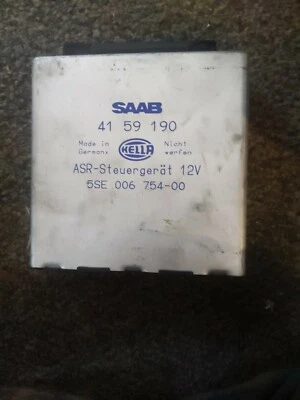 SAAB
41 59 190
Made in Nicht
Germany HELLA werfen
ASR-Steuergerät 12V
5SE 006 754-00